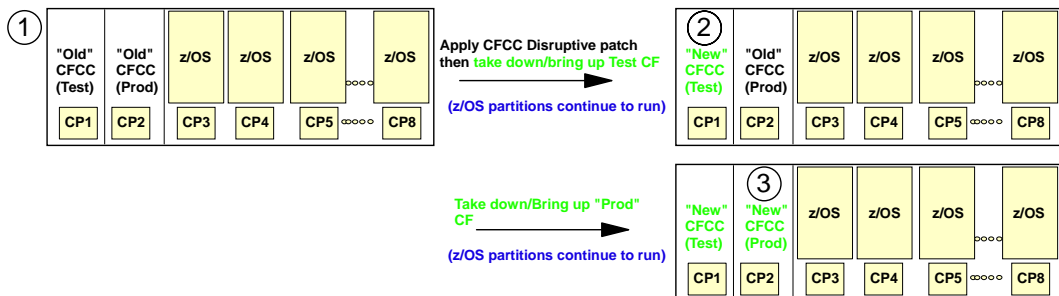 1
"Old" CFCC (Test)
"Old" CFCC (Prod)
z/OS z/OS z/OS z/OS
CP1 CP2 CP3 CP4 CP5 CP8
Apply CFCC Disruptive patch
then take down/bring up Test CF
(z/OS partitions continue to run)
2
"New" CFCC (Test)
"Old" CFCC (Prod)
z/OS z/OS z/OS z/OS
CP1 CP2 CP3 CP4 CP5 CP8
Take down/Bring up "Prod"
CF
(z/OS partitions continue to run)
3
"New" CFCC (Test)
"New" CFCC (Prod)
z/OS z/OS z/OS z/OS
CP1 CP2 CP3 CP4 CP5 CP8